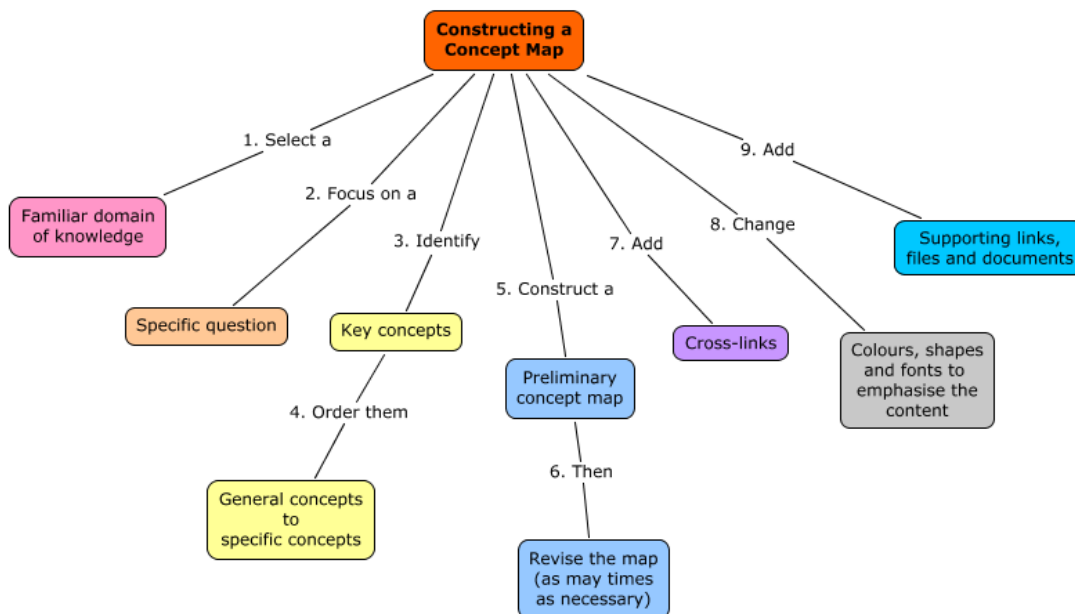 Constructing a
Concept Map
1. Select a
Familiar domain
of knowledge
2. Focus on a
Specific question
3. Identify
Key concepts
4. Order them
General concepts
to
specific concepts
5. Construct a
Preliminary
concept map
6. Then
Revise the map
(as may times
as necessary)
7. Add
Cross-links
8. Change
Colours, shapes
and fonts to
emphasise the
content
9. Add
Supporting links,
files and documents